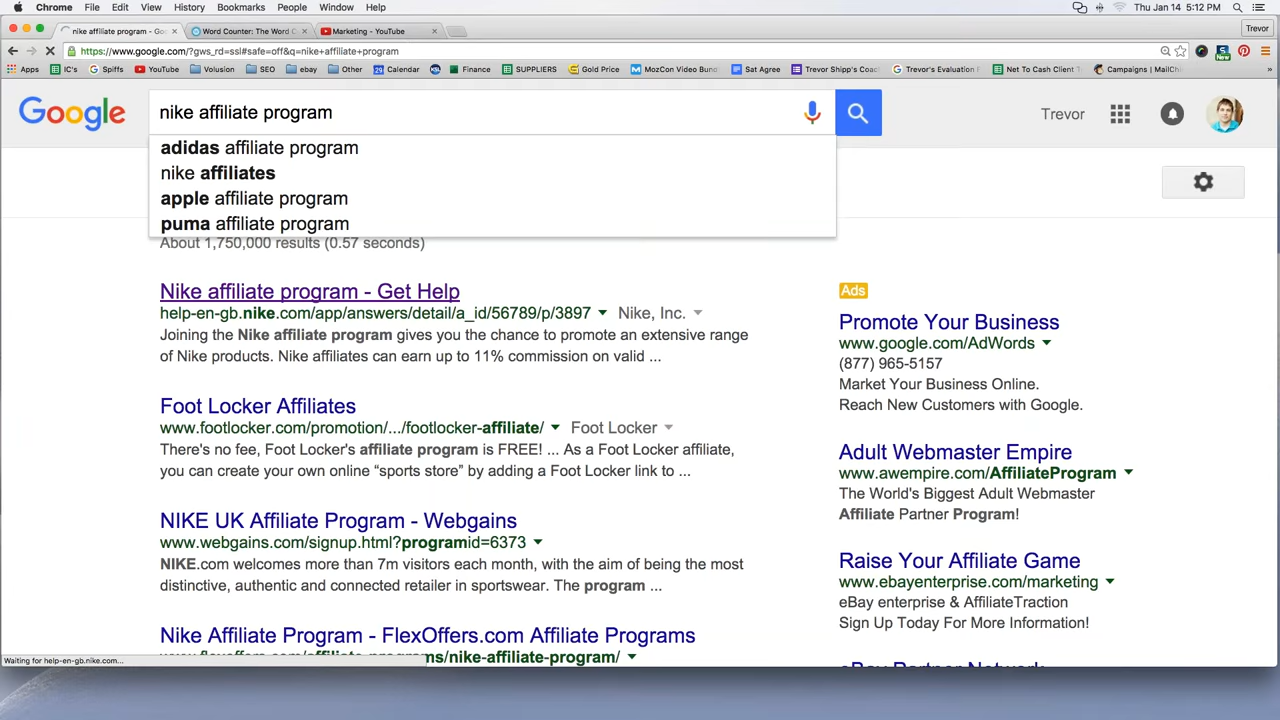 Chrome File Edit View History Bookmarks People Window Help Thu Jan 14 5:12 PM
nike affiliate program - Go Word Counter: The Word C Marketing - YouTube Trevor
https://www.google.com/?gws_rd=ssl#safe=off&q=nike+affiliate+program
Apps IC's Spiffs YouTube Volusion SEO ebay Other Calendar Finance SUPPLIERS Gold Price MozCon Video Bund Sat Agree Trevor Shipp's Coach Trevor's Evaluation Net To Cash Client T Campaigns | MailCh
Google nike affiliate program Trevor
adidas affiliate program
nike affiliates
apple affiliate program
puma affiliate program
About 1,750,000 results (0.57 seconds)
Nike affiliate program - Get Help
help-en-gb.nike.com/app/answers/detail/a_id/56789/p/3897 Nike, Inc.
Joining the Nike affiliate program gives you the chance to promote an extensive range
of Nike products. Nike affiliates can earn up to 11% commission on valid ...
Foot Locker Affiliates
www.footlocker.com/promotion/.../footlocker-affiliate/ Foot Locker
There's no fee, Foot Locker's affiliate program is FREE! ... As a Foot Locker affiliate,
you can create your own online “sports store” by adding a Foot Locker link to ...
NIKE UK Affiliate Program - Webgains
www.webgains.com/signup.html?programid=6373
NIKE.com welcomes more than 7m visitors each month, with the aim of being the most
distinctive, authentic and connected retailer in sportswear. The program ...
Nike Affiliate Program - FlexOffers.com Affiliate Programs
www.flexoffers.com/affiliate-programs/nike-affiliate-program/
Ads
Promote Your Business
www.google.com/AdWords
(877) 965-5157
Market Your Business Online.
Reach New Customers with Google.
Adult Webmaster Empire
www.awempire.com/AffiliateProgram
The World's Biggest Adult Webmaster
Affiliate Partner Program!
Raise Your Affiliate Game
www.ebayenterprise.com/marketing
eBay enterprise & AffiliateTraction
Sign Up Today For More Information!
eBay Partner Network
Waiting for help-en-gb.nike.com...